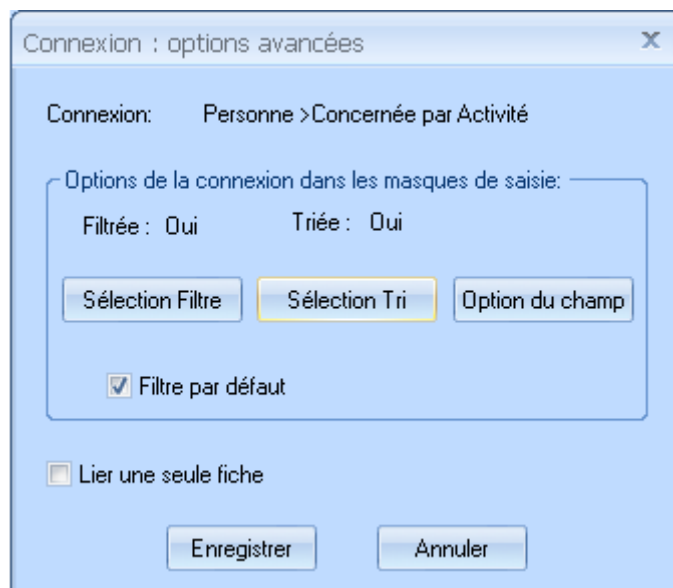 Connexion : options avancées
Connexion: Personne >Concernée par Activité
Options de la connexion dans les masques de saisie:
Filtrée : Oui Triée : Oui
Sélection Filtre Sélection Tri Option du champ
Filtre par défaut
Lier une seule fiche
Enregistrer Annuler